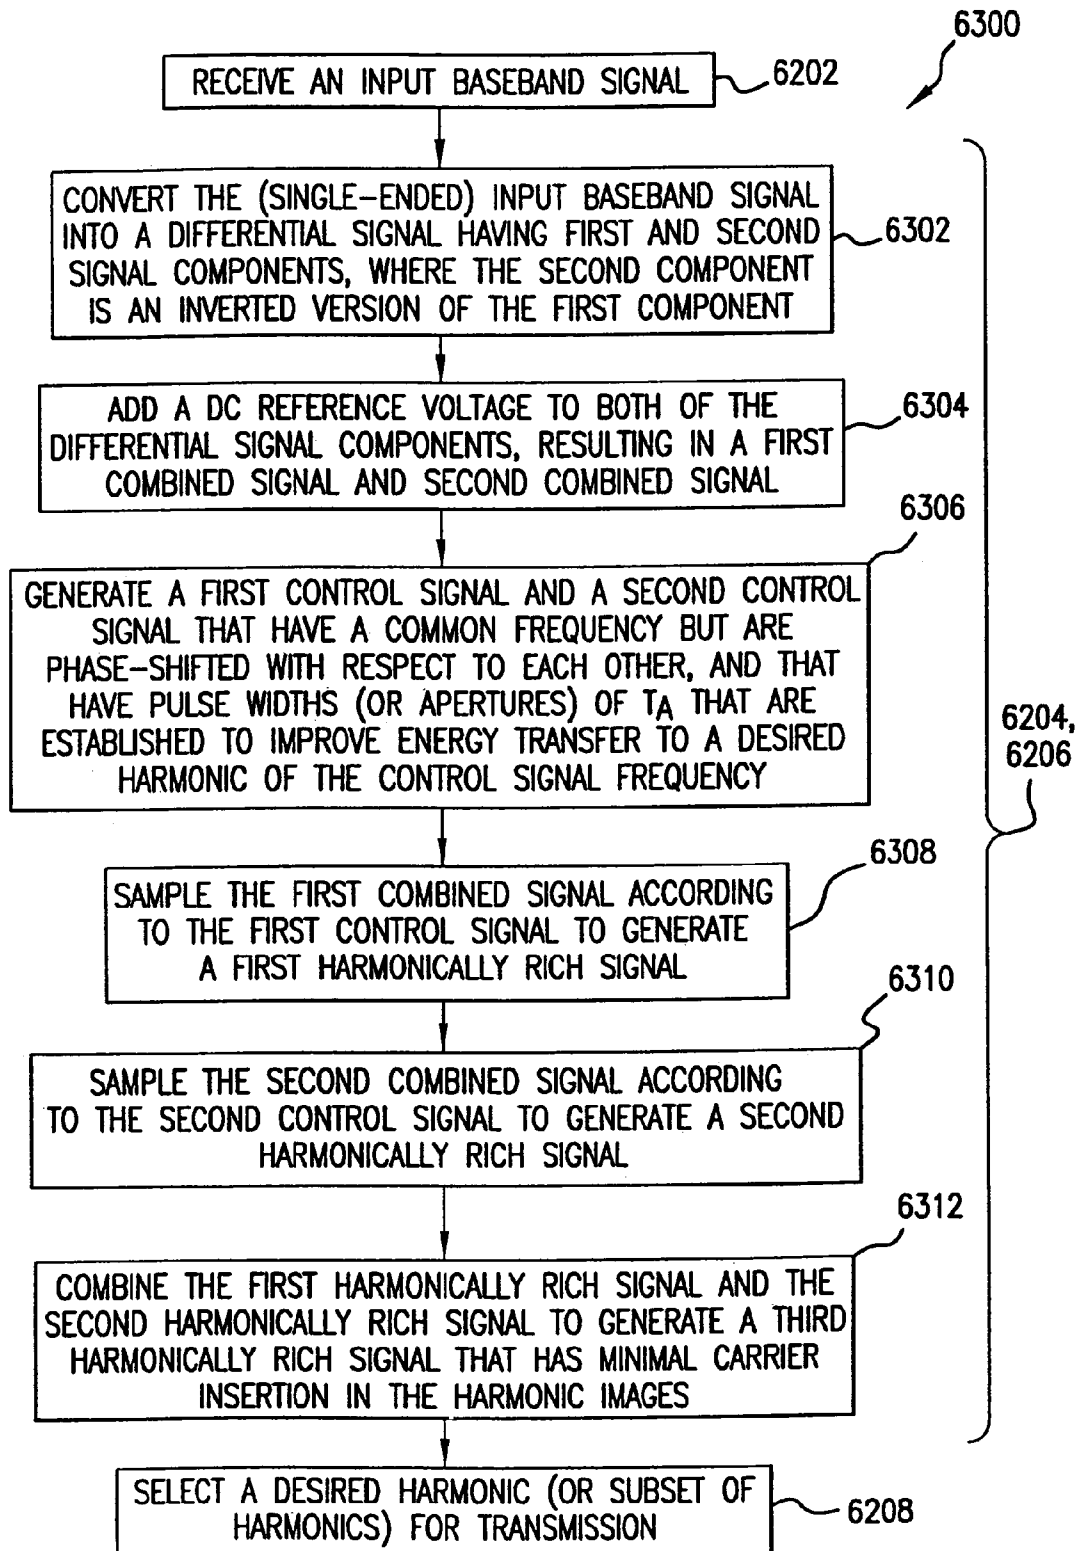 6300
RECEIVE AN INPUT BASEBAND SIGNAL
6202
CONVERT THE (SINGLE-ENDED) INPUT BASEBAND SIGNAL
INTO A DIFFERENTIAL SIGNAL HAVING FIRST AND SECOND
SIGNAL COMPONENTS, WHERE THE SECOND COMPONENT
IS AN INVERTED VERSION OF THE FIRST COMPONENT
6302
ADD A DC REFERENCE VOLTAGE TO BOTH OF THE
DIFFERENTIAL SIGNAL COMPONENTS, RESULTING IN A FIRST
COMBINED SIGNAL AND SECOND COMBINED SIGNAL
6304
6306
GENERATE A FIRST CONTROL SIGNAL AND A SECOND CONTROL
SIGNAL THAT HAVE A COMMON FREQUENCY BUT ARE
PHASE-SHIFTED WITH RESPECT TO EACH OTHER, AND THAT
HAVE PULSE WIDTHS (OR APERTURES) OF TA THAT ARE
ESTABLISHED TO IMPROVE ENERGY TRANSFER TO A DESIRED
HARMONIC OF THE CONTROL SIGNAL FREQUENCY
6204,
6206
6308
SAMPLE THE FIRST COMBINED SIGNAL ACCORDING
TO THE FIRST CONTROL SIGNAL TO GENERATE
A FIRST HARMONICALLY RICH SIGNAL
6310
SAMPLE THE SECOND COMBINED SIGNAL ACCORDING
TO THE SECOND CONTROL SIGNAL TO GENERATE A SECOND
HARMONICALLY RICH SIGNAL
6312
COMBINE THE FIRST HARMONICALLY RICH SIGNAL AND THE
SECOND HARMONICALLY RICH SIGNAL TO GENERATE A THIRD
HARMONICALLY RICH SIGNAL THAT HAS MINIMAL CARRIER
INSERTION IN THE HARMONIC IMAGES
SELECT A DESIRED HARMONIC (OR SUBSET OF
HARMONICS) FOR TRANSMISSION
6208